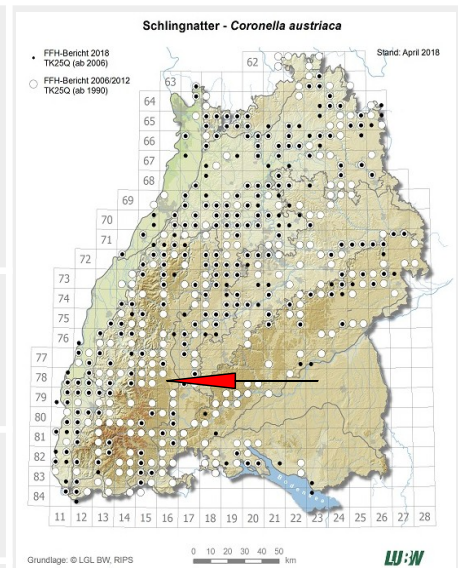 Schlingnatter - Coronella austriaca
FFH-Bericht 2018
TK25Q (ab 2006)
FFH-Bericht 2006/2012
TK25Q (ab 1990)
Stand: April 2018
62
63
64
65
66
67
68
69
70
71
72
73
74
75
76
77
78
79
80
81
82
83
84
11 12 13 14 15 16 17 18 19 20 21 22 23 24 25 26 27 28
Grundlage: © LGL BW, RIPS
0 10 20 30 40 50
km
LUBW